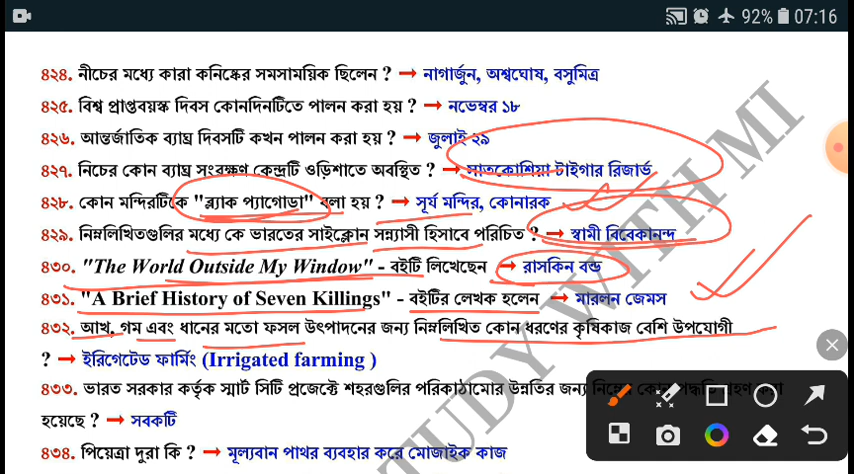 92% 07:16
৪২৪. নীচের মধ্যে কারা কনিষ্কের সমসাময়িক ছিলেন ? → নাগার্জুন, অশ্বঘোষ, বসুমিত্র
৪২৫. বিশ্ব প্রাপ্তবয়স্ক দিবস কোনদিনটিতে পালন করা হয় ? → নভেম্বর ১৮
৪২৬. আন্তর্জাতিক ব্যাঘ্র দিবসটি কখন পালন করা হয় ? → জুলাই ২৯
৪২৭. নিচের কোন ব্যাঘ্র সংরক্ষণ কেন্দ্রটি ওড়িশাতে অবস্থিত ? → সাতকোশিয়া টাইগার রিজার্ভ
৪২৮. কোন মন্দিরটিকে "ব্ল্যাক প্যাগোডা" বলা হয় ? → সূর্য মন্দির, কোনারক
৪২৯. নিম্নলিখিতগুলির মধ্যে কে ভারতের সাইক্লোন সন্ন্যাসী হিসাবে পরিচিত ? → স্বামী বিবেকানন্দ
৪৩০. "The World Outside My Window" - বইটি লিখেছেন → রাসকিন বন্ড
৪৩১. "A Brief History of Seven Killings" - বইটির লেখক হলেন → মারলন জেমস
৪৩২. আখ, গম এবং ধানের মতো ফসল উৎপাদনের জন্য নিম্নলিখিত কোন ধরণের কৃষিকাজ বেশি উপযোগী
? → ইরিগেটেড ফার্মিং (Irrigated farming )
৪৩৩. ভারত সরকার কর্তৃক স্মার্ট সিটি প্রজেক্টে শহরগুলির পরিকাঠামোর উন্নতির জন্য
হয়েছে ? → সবকটি
৪৩৪. পিয়েত্রা দুরা কি ? → মূল্যবান পাথর ব্যবহার করে মোজাইক কাজ
STUDY WITH MI